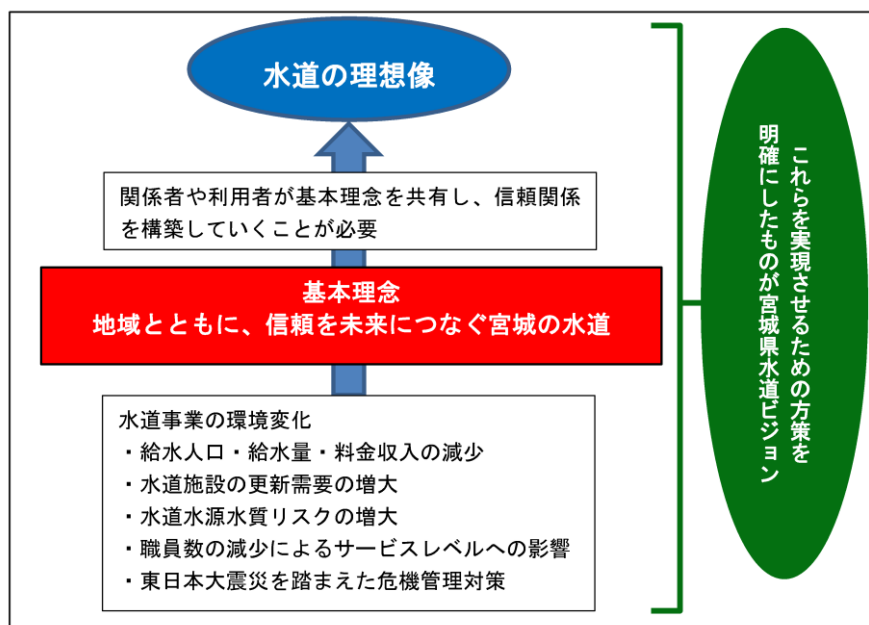 水道の理想像
関係者や利用者が基本理念を共有し、信頼関係
を構築していくことが必要
基本理念
地域とともに、信頼を未来につなぐ宮城の水道
水道事業の環境変化
・給水人口・給水量・料金収入の減少
・水道施設の更新需要の増大
・水道水源水質リスクの増大
・職員数の減少によるサービスレベルへの影響
・東日本大震災を踏まえた危機管理対策
これらを実現させるための方策を
明確にしたものが宮城県水道ビジョン